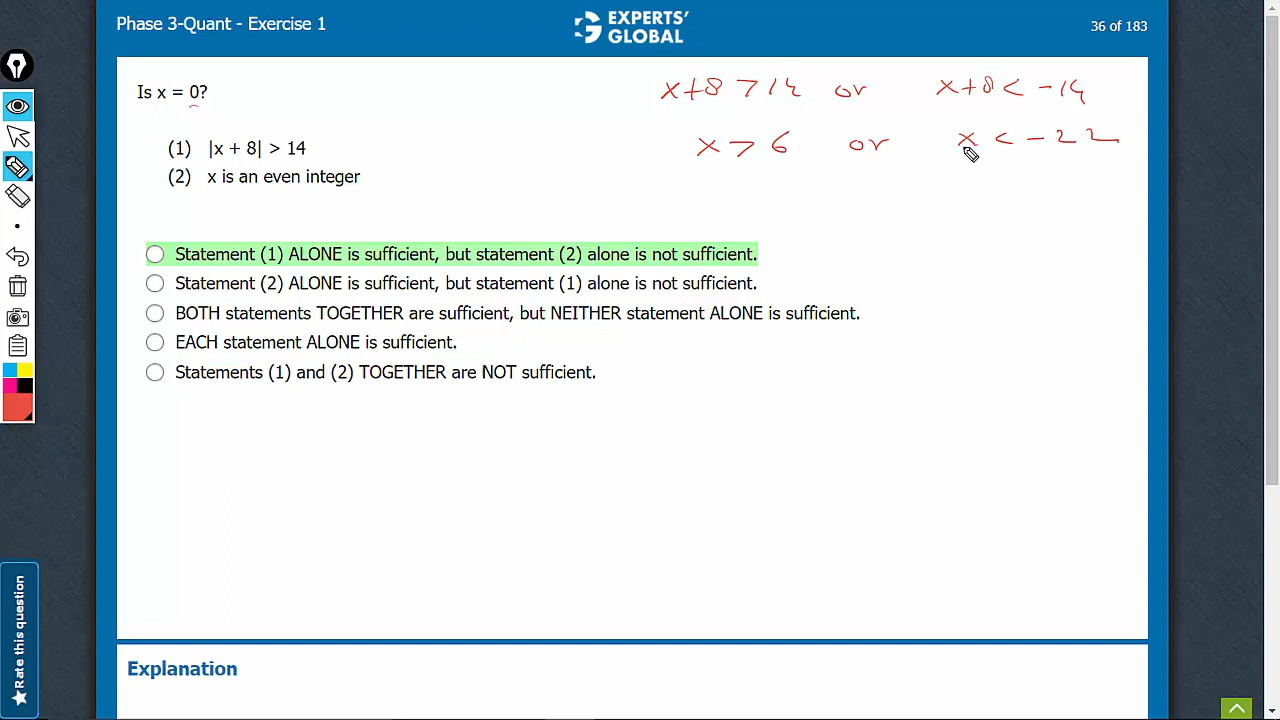 Phase 3-Quant - Exercise 1
EXPERTS'
GLOBAL
36 of 183
Is x = 0?
x+8 > 14 or x+8 < -14
(1) |x + 8| > 14
x > 6 or x < -22
(2) x is an even integer
Statement (1) ALONE is sufficient, but statement (2) alone is not sufficient.
Statement (2) ALONE is sufficient, but statement (1) alone is not sufficient.
BOTH statements TOGETHER are sufficient, but NEITHER statement ALONE is sufficient.
EACH statement ALONE is sufficient.
Statements (1) and (2) TOGETHER are NOT sufficient.
Rate this question
Explanation